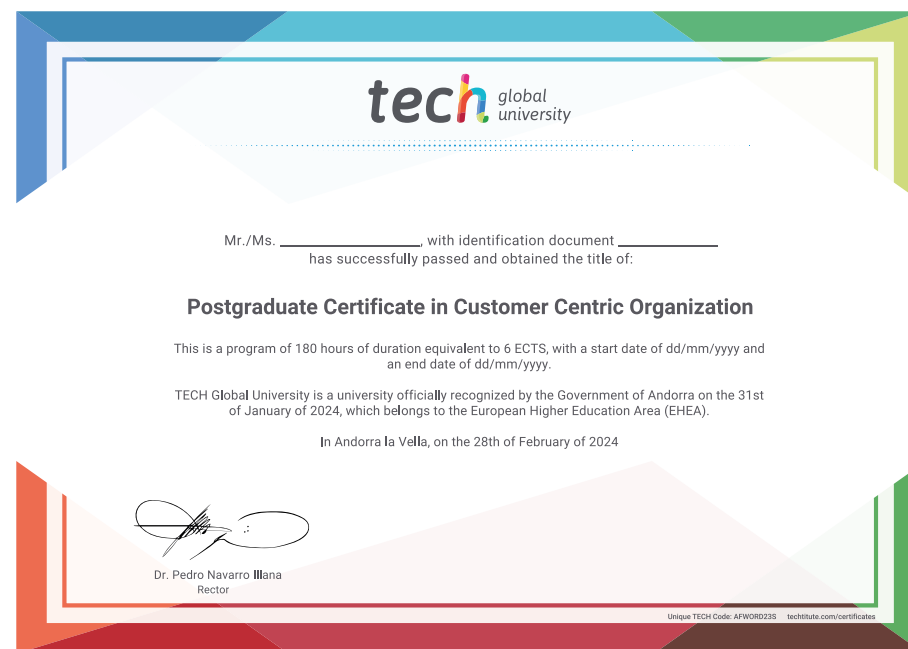 tech global university
Mr./Ms. ____________________, with identification document ______________
has successfully passed and obtained the title of:
Postgraduate Certificate in Customer Centric Organization
This is a program of 180 hours of duration equivalent to 6 ECTS, with a start date of dd/mm/yyyy and
an end date of dd/mm/yyyy.
TECH Global University is a university officially recognized by the Government of Andorra on the 31st
of January of 2024, which belongs to the European Higher Education Area (EHEA).
In Andorra la Vella, on the 28th of February of 2024
Dr. Pedro Navarro Illana
Rector
Unique TECH Code: AFWORD23S techtitute.com/certificates